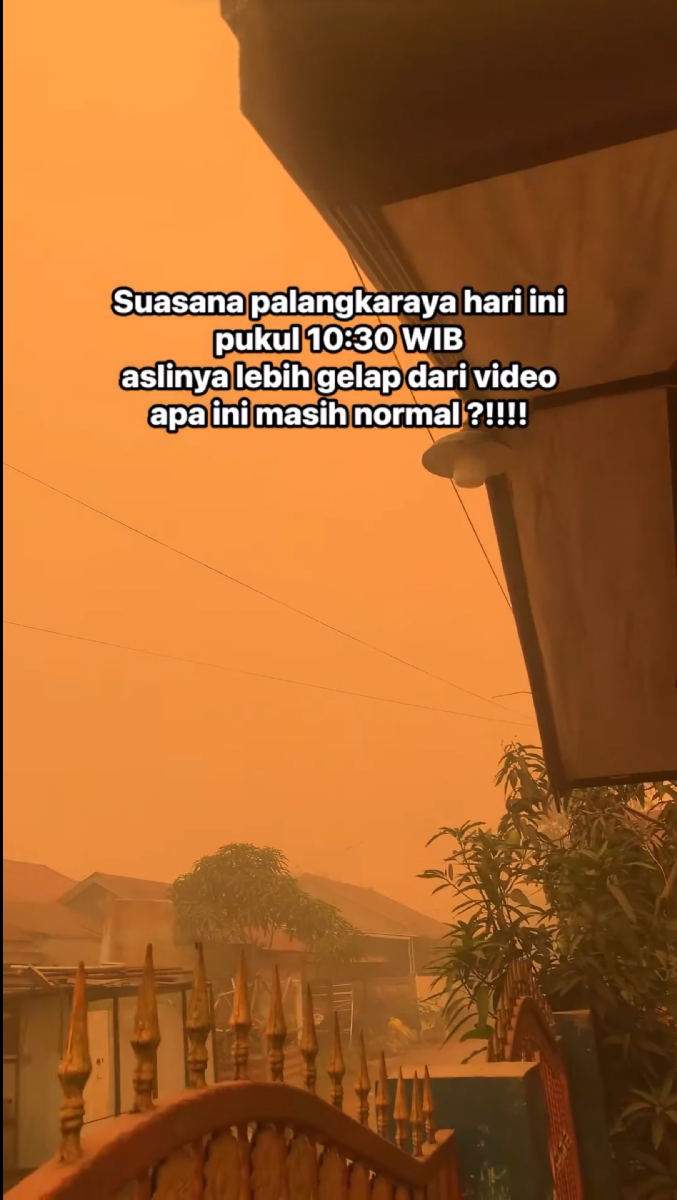 Suasana palangkaraya hari ini
pukul 10:30 WIB
aslinya lebih gelap dari video
apa ini masih normal ?!!!!